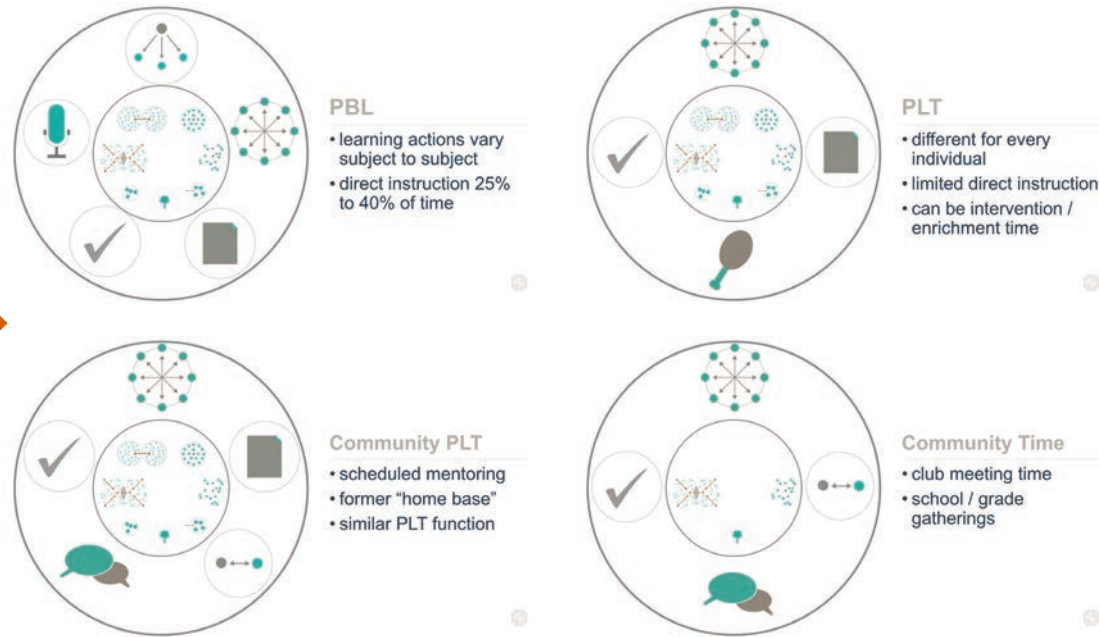 PBL
• learning actions vary
subject to subject
• direct instruction 25%
to 40% of time
PLT
• different for every
individual
• limited direct instruction
• can be intervention /
enrichment time
Community PLT
• scheduled mentoring
• former “home base”
• similar PLT function
Community Time
• club meeting time
• school / grade
gatherings